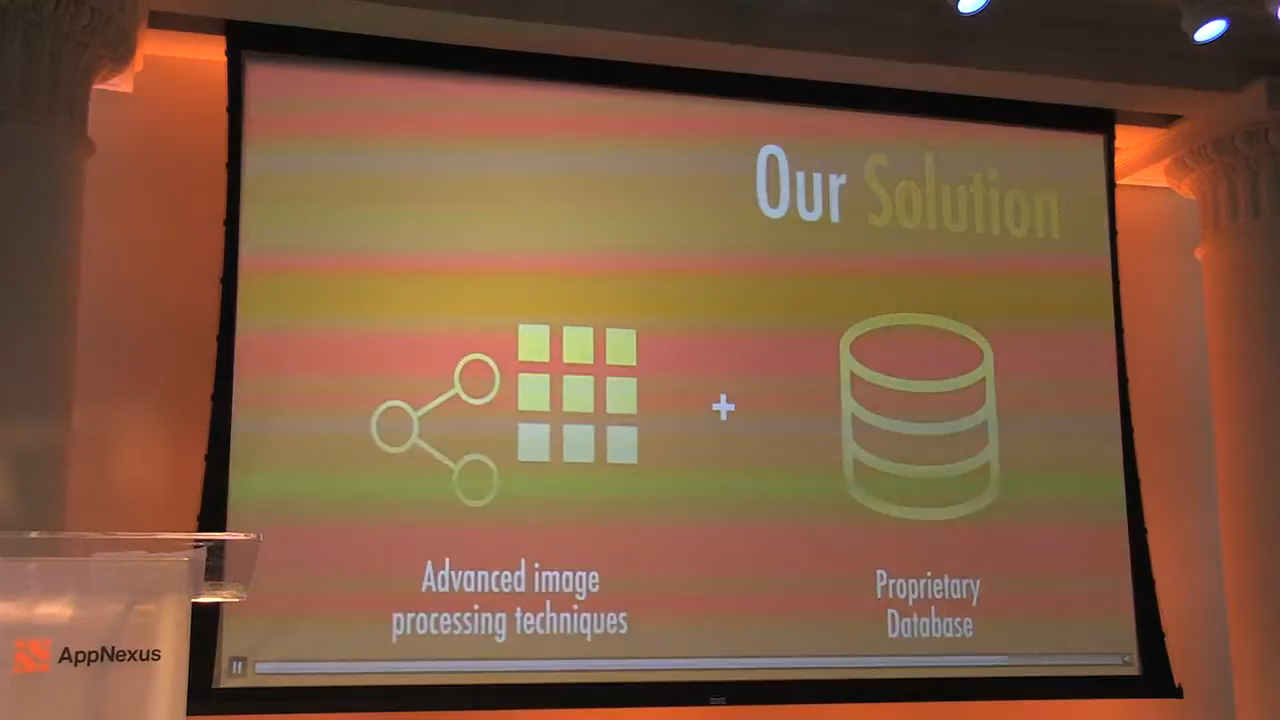 Our Solution
+
Advanced image
processing techniques
Proprietary
Database
AppNexus